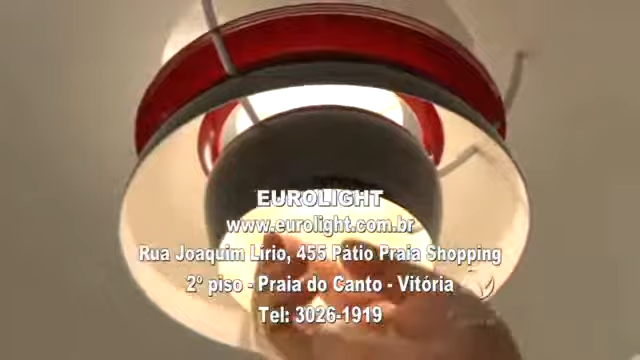 EUROLIGHT
www.eurolight.com.br
Rua Joaquim Lírio, 455 Pátio Praia Shopping
2º piso - Praia do Canto - Vitória
Tel: 3026-1919